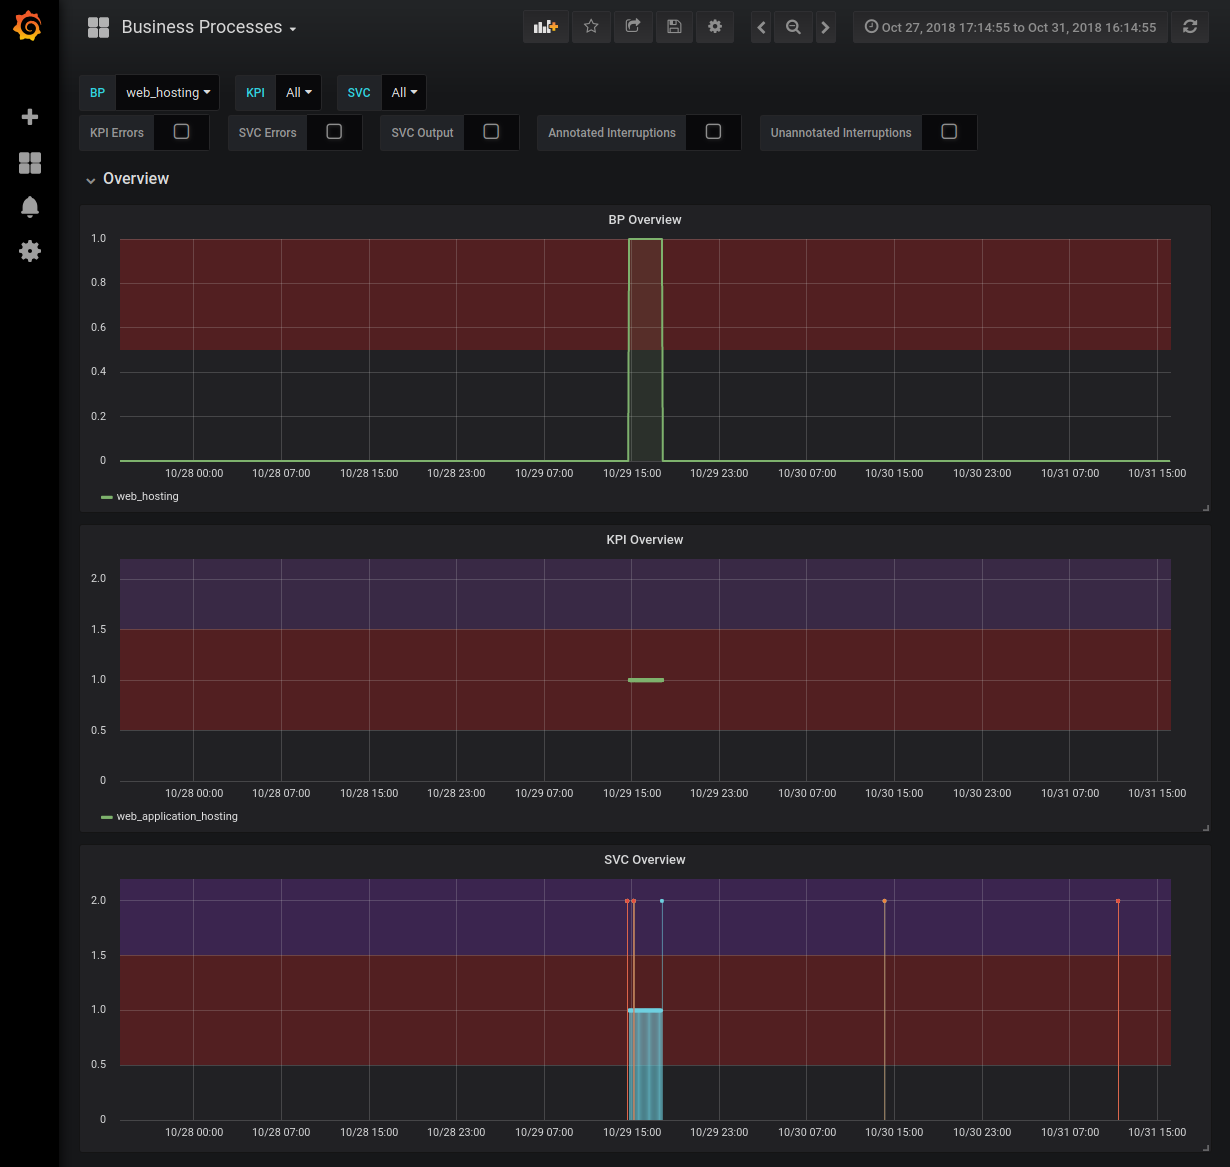 Business Processes
Oct 27, 2018 17:14:55 to Oct 31, 2018 16:14:55
BP web_hosting KPI All SVC All
KPI Errors SVC Errors SVC Output Annotated Interruptions Unannotated Interruptions
Overview
BP Overview
1.0
0.8
0.6
0.4
0.2
0
10/28 00:00 10/28 07:00 10/28 15:00 10/28 23:00 10/29 07:00 10/29 15:00 10/29 23:00 10/30 07:00 10/30 15:00 10/30 23:00 10/31 07:00 10/31 15:00
web_hosting
KPI Overview
2.0
1.5
1.0
0.5
0
10/28 00:00 10/28 07:00 10/28 15:00 10/28 23:00 10/29 07:00 10/29 15:00 10/29 23:00 10/30 07:00 10/30 15:00 10/30 23:00 10/31 07:00 10/31 15:00
web_application_hosting
SVC Overview
2.0
1.5
1.0
0.5
0
10/28 00:00 10/28 07:00 10/28 15:00 10/28 23:00 10/29 07:00 10/29 15:00 10/29 23:00 10/30 07:00 10/30 15:00 10/30 23:00 10/31 07:00 10/31 15:00